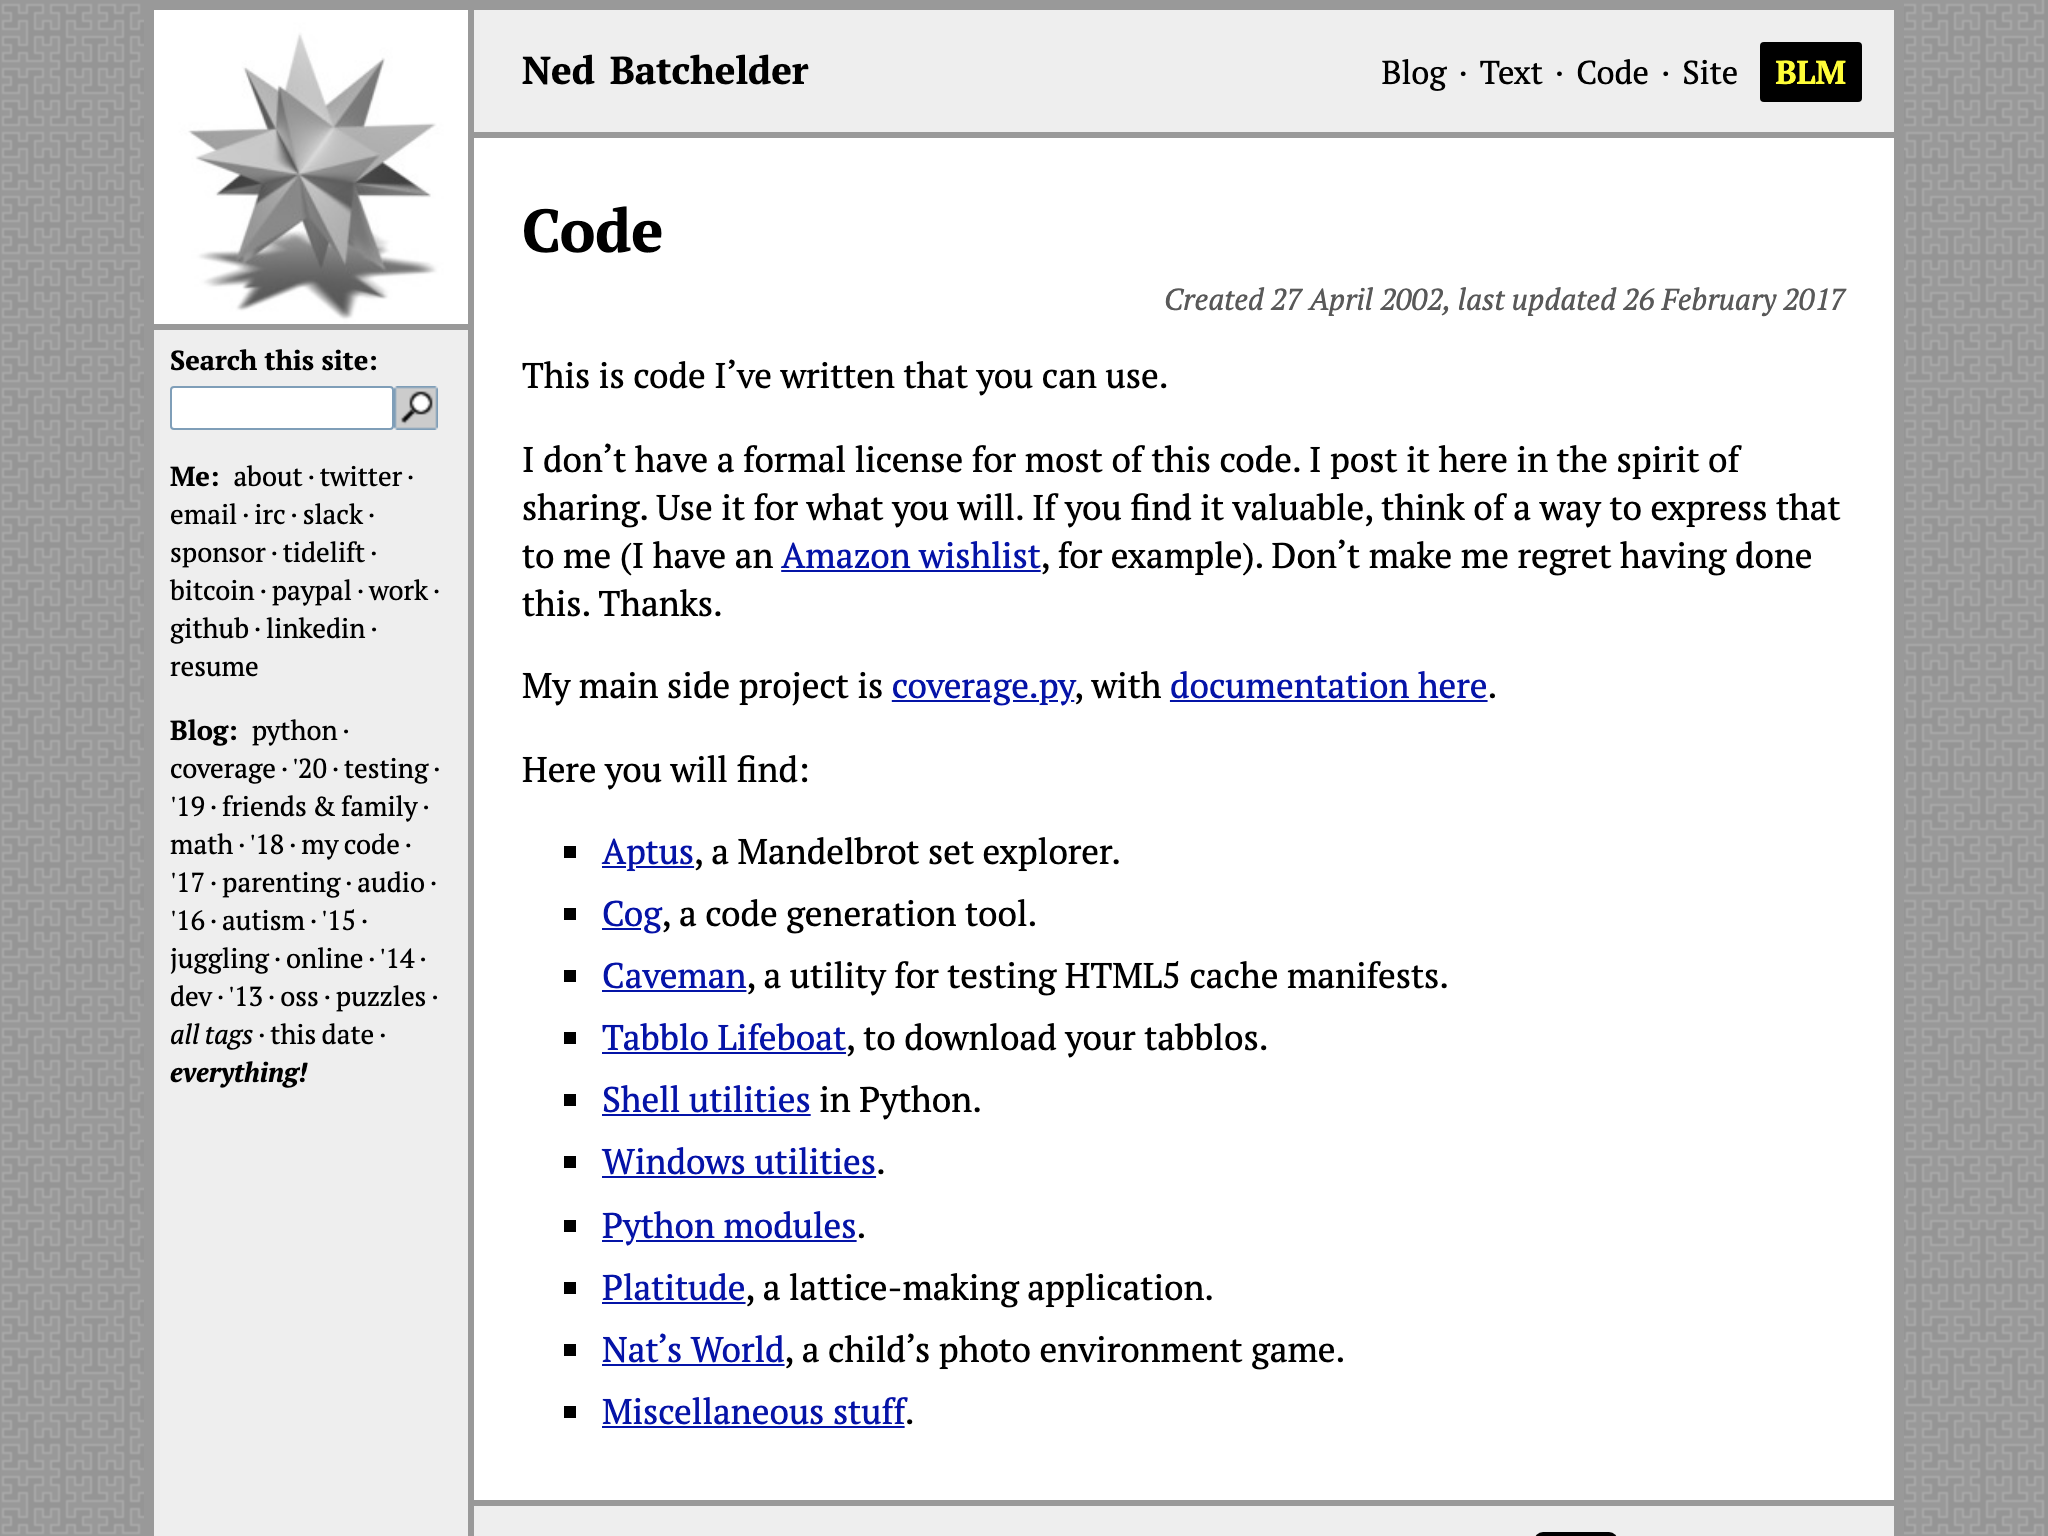 Ned Batchelder
Blog · Text · Code · Site BLM
Search this site:
Me: about · twitter ·
email · irc · slack ·
sponsor · tidelift ·
bitcoin · paypal · work ·
github · linkedin ·
resume
Blog: python ·
coverage · '20 · testing ·
'19 · friends & family ·
math · '18 · my code ·
'17 · parenting · audio ·
'16 · autism · '15 ·
juggling · online · '14 ·
dev · '13 · oss · puzzles ·
all tags · this date ·
everything!
Code
Created 27 April 2002, last updated 26 February 2017
This is code I’ve written that you can use.
I don’t have a formal license for most of this code. I post it here in the spirit of
sharing. Use it for what you will. If you find it valuable, think of a way to express that
to me (I have an Amazon wishlist, for example). Don’t make me regret having done
this. Thanks.
My main side project is coverage.py, with documentation here.
Here you will find:
▪ Aptus, a Mandelbrot set explorer.
▪ Cog, a code generation tool.
▪ Caveman, a utility for testing HTML5 cache manifests.
▪ Tabblo Lifeboat, to download your tabblos.
▪ Shell utilities in Python.
▪ Windows utilities.
▪ Python modules.
▪ Platitude, a lattice-making application.
▪ Nat’s World, a child’s photo environment game.
▪ Miscellaneous stuff.